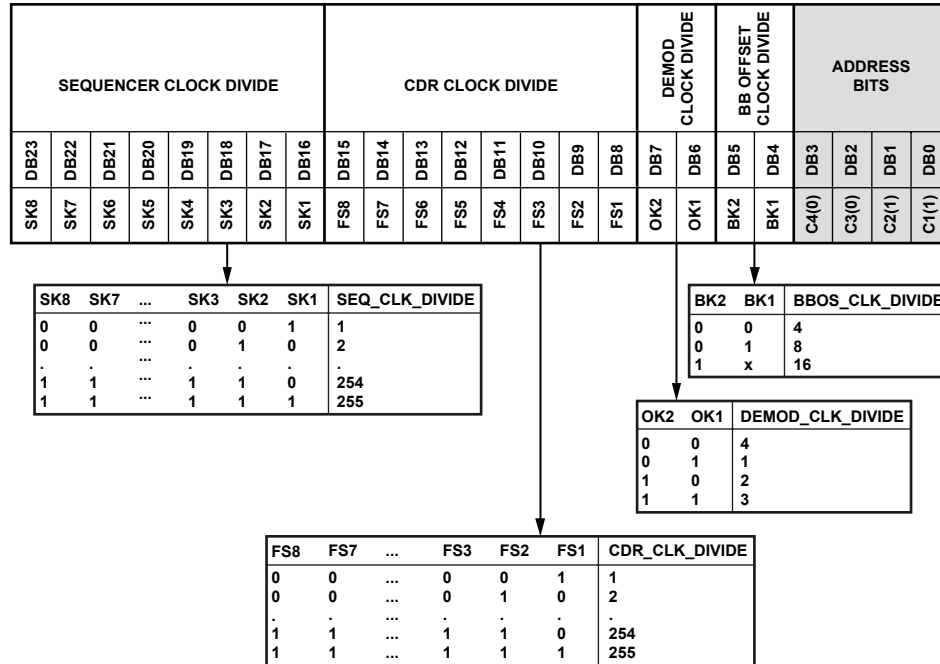 SEQUENCER CLOCK DIVIDE
CDR CLOCK DIVIDE
DEMOD
CLOCK DIVIDE
BB OFFSET
CLOCK DIVIDE
ADDRESS
BITS
DB23 DB22 DB21 DB20 DB19 DB18 DB17 DB16 DB15 DB14 DB13 DB12 DB11 DB10 DB9 DB8 DB7 DB6 DB5 DB4 DB3 DB2 DB1 DB0
SK8 SK7 SK6 SK5 SK4 SK3 SK2 SK1 FS8 FS7 FS6 FS5 FS4 FS3 FS2 FS1 OK2 OK1 BK2 BK1 C4(0) C3(0) C2(1) C1(1)
SK8 SK7 ... SK3 SK2 SK1 SEQ_CLK_DIVIDE
0 0 ... 0 0 1 1
0 0 ... 0 1 0 2
. . ... . . . .
1 1 ... 1 1 0 254
1 1 ... 1 1 1 255
BK2 BK1 BBOS_CLK_DIVIDE
0 0 4
0 1 8
1 x 16
OK2 OK1 DEMOD_CLK_DIVIDE
0 0 4
0 1 1
1 0 2
1 1 3
FS8 FS7 ... FS3 FS2 FS1 CDR_CLK_DIVIDE
0 0 ... 0 0 1 1
0 0 ... 0 1 0 2
. . ... . . . .
1 1 ... 1 1 0 254
1 1 ... 1 1 1 255